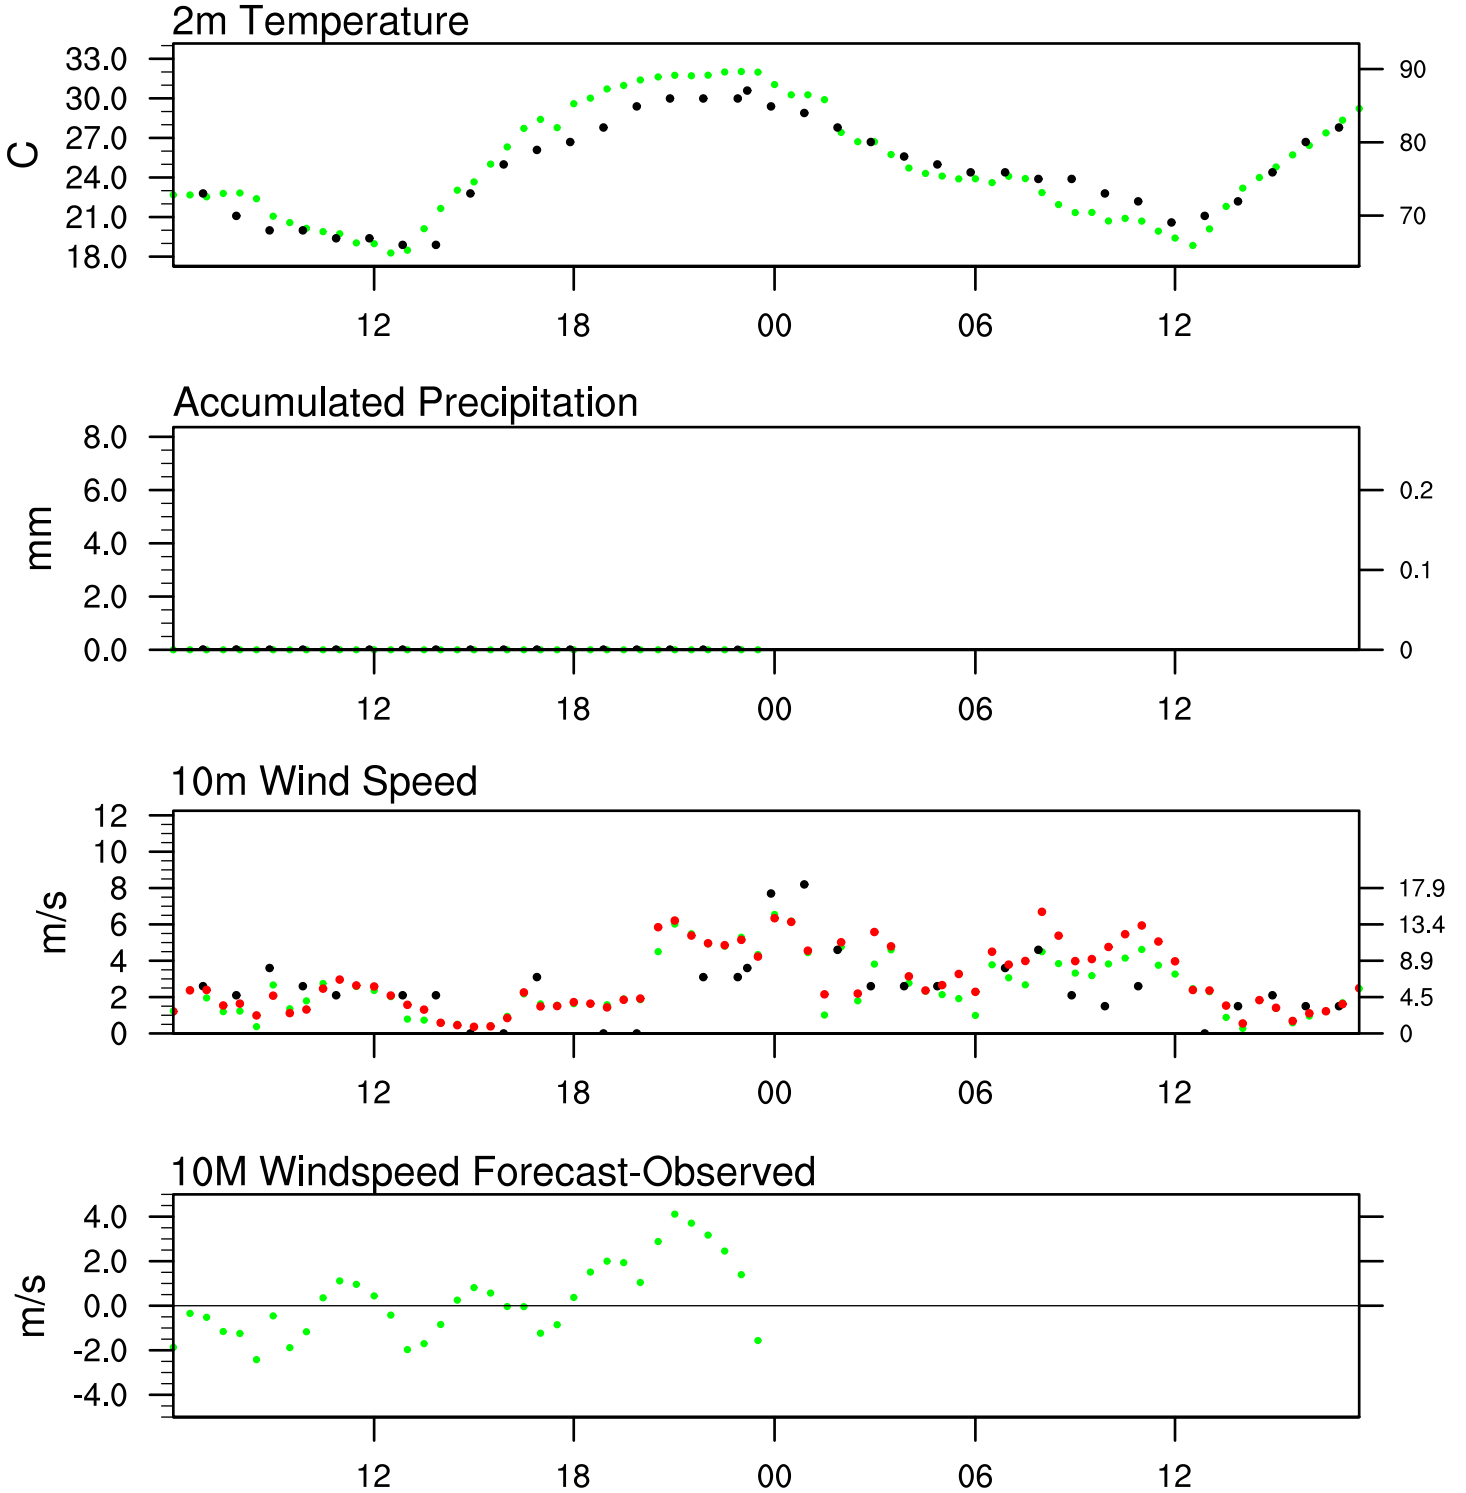 2m Temperature
C
33.0
30.0
27.0
24.0
21.0
18.0
90
80
70
12 18 00 06 12
Accumulated Precipitation
mm
8.0
6.0
4.0
2.0
0.0
0.2
0.1
0
12 18 00 06 12
10m Wind Speed
m/s
12
10
8
6
4
2
0
17.9
13.4
8.9
4.5
0
12 18 00 06 12
10M Windspeed Forecast-Observed
m/s
4.0
2.0
0.0
-2.0
-4.0
12 18 00 06 12